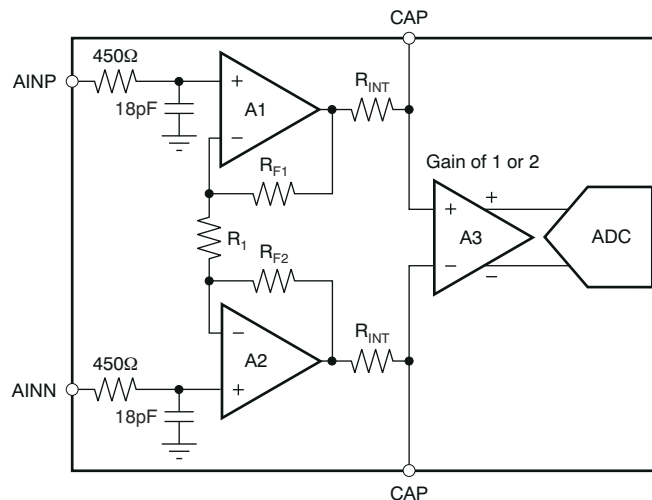 CAP
450Ω
AINP
18pF
+
A1
−
R_INT
R_F1
Gain of 1 or 2
+
+
A3
ADC
−
−
R_1
R_F2
−
A2
+
R_INT
450Ω
AINN
18pF
CAP